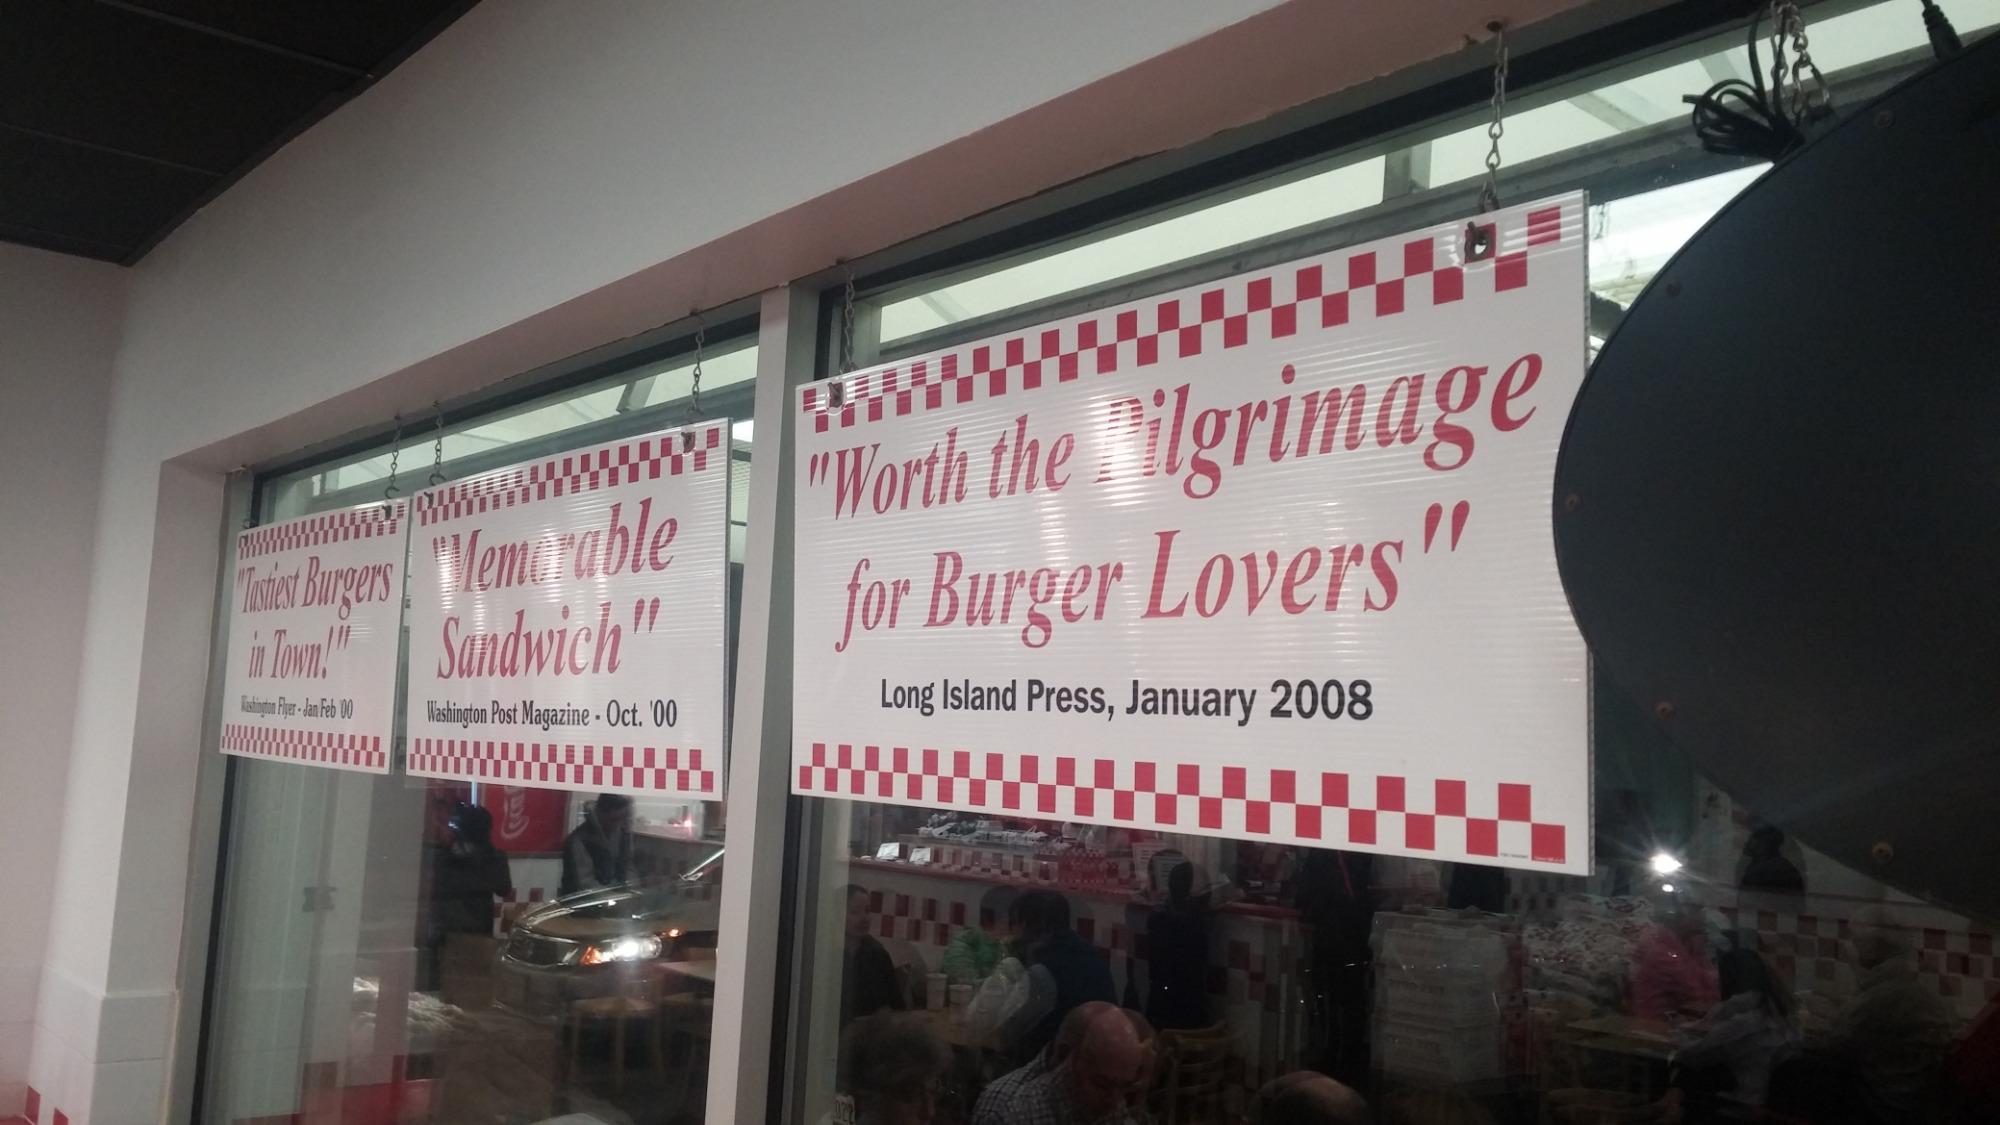 "Tastiest Burgers
in Town!"
Washington Flyer - Jan/Feb '00
"Memorable
Sandwich"
Washington Post Magazine - Oct. '00
"Worth the Pilgrimage
for Burger Lovers"
Long Island Press, January 2008